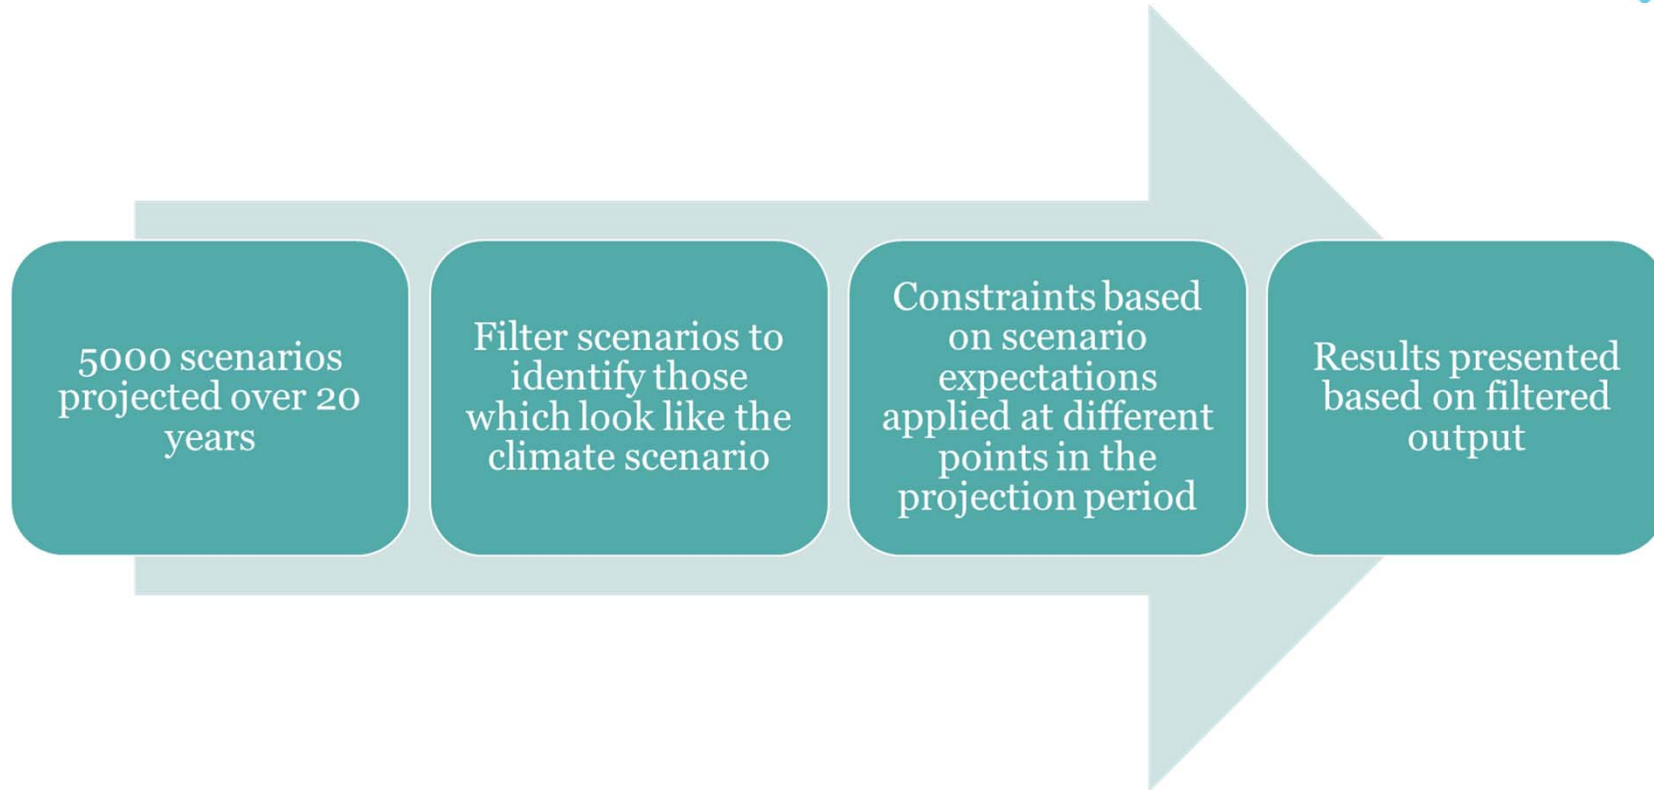 5000 scenarios
projected over 20
years
Filter scenarios to
identify those
which look like the
climate scenario
Constraints based
on scenario
expectations
applied at different
points in the
projection period
Results presented
based on filtered
output